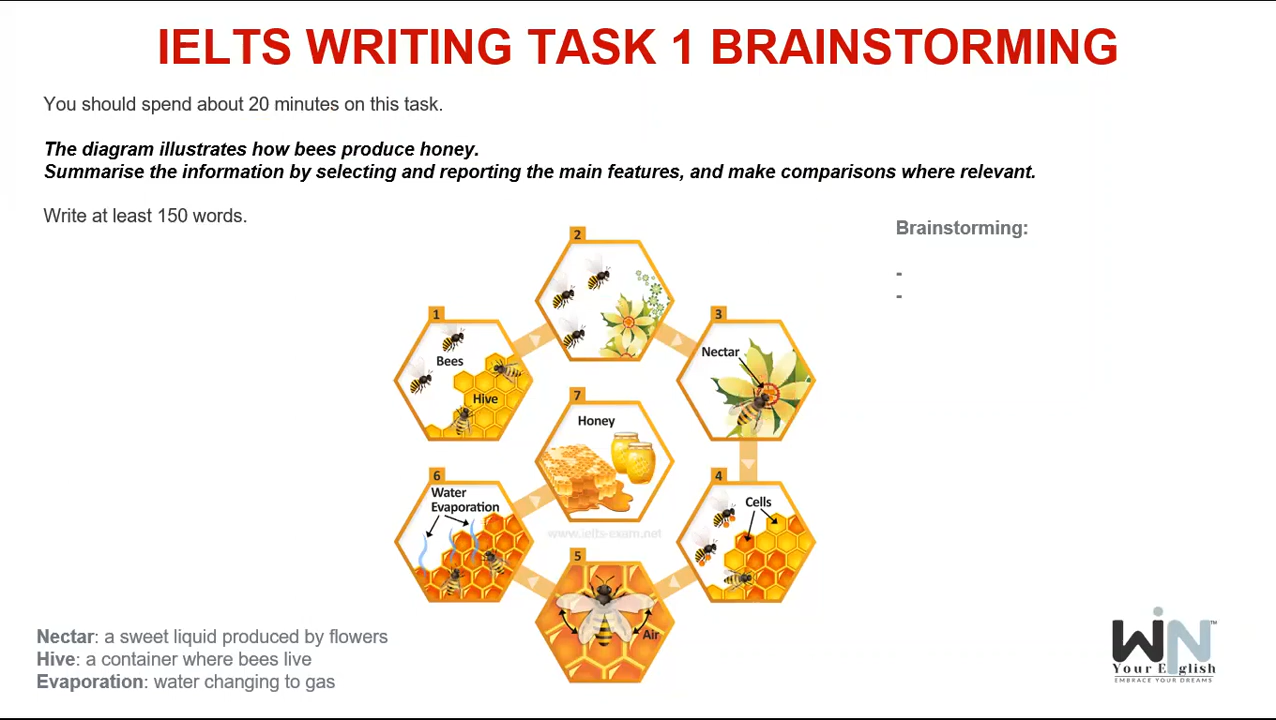 IELTS WRITING TASK 1 BRAINSTORMING
You should spend about 20 minutes on this task.
The diagram illustrates how bees produce honey.
Summarise the information by selecting and reporting the main features, and make comparisons where relevant.
Write at least 150 words.
Brainstorming:
-
-
1
Bees
Hive
2
3
Nectar
4
Cells
5
Air
6
Water
Evaporation
7
Honey
www.ielts-exam.net
Nectar: a sweet liquid produced by flowers
Hive: a container where bees live
Evaporation: water changing to gas
WiN™
Your English
EMBRACE YOUR DREAMS